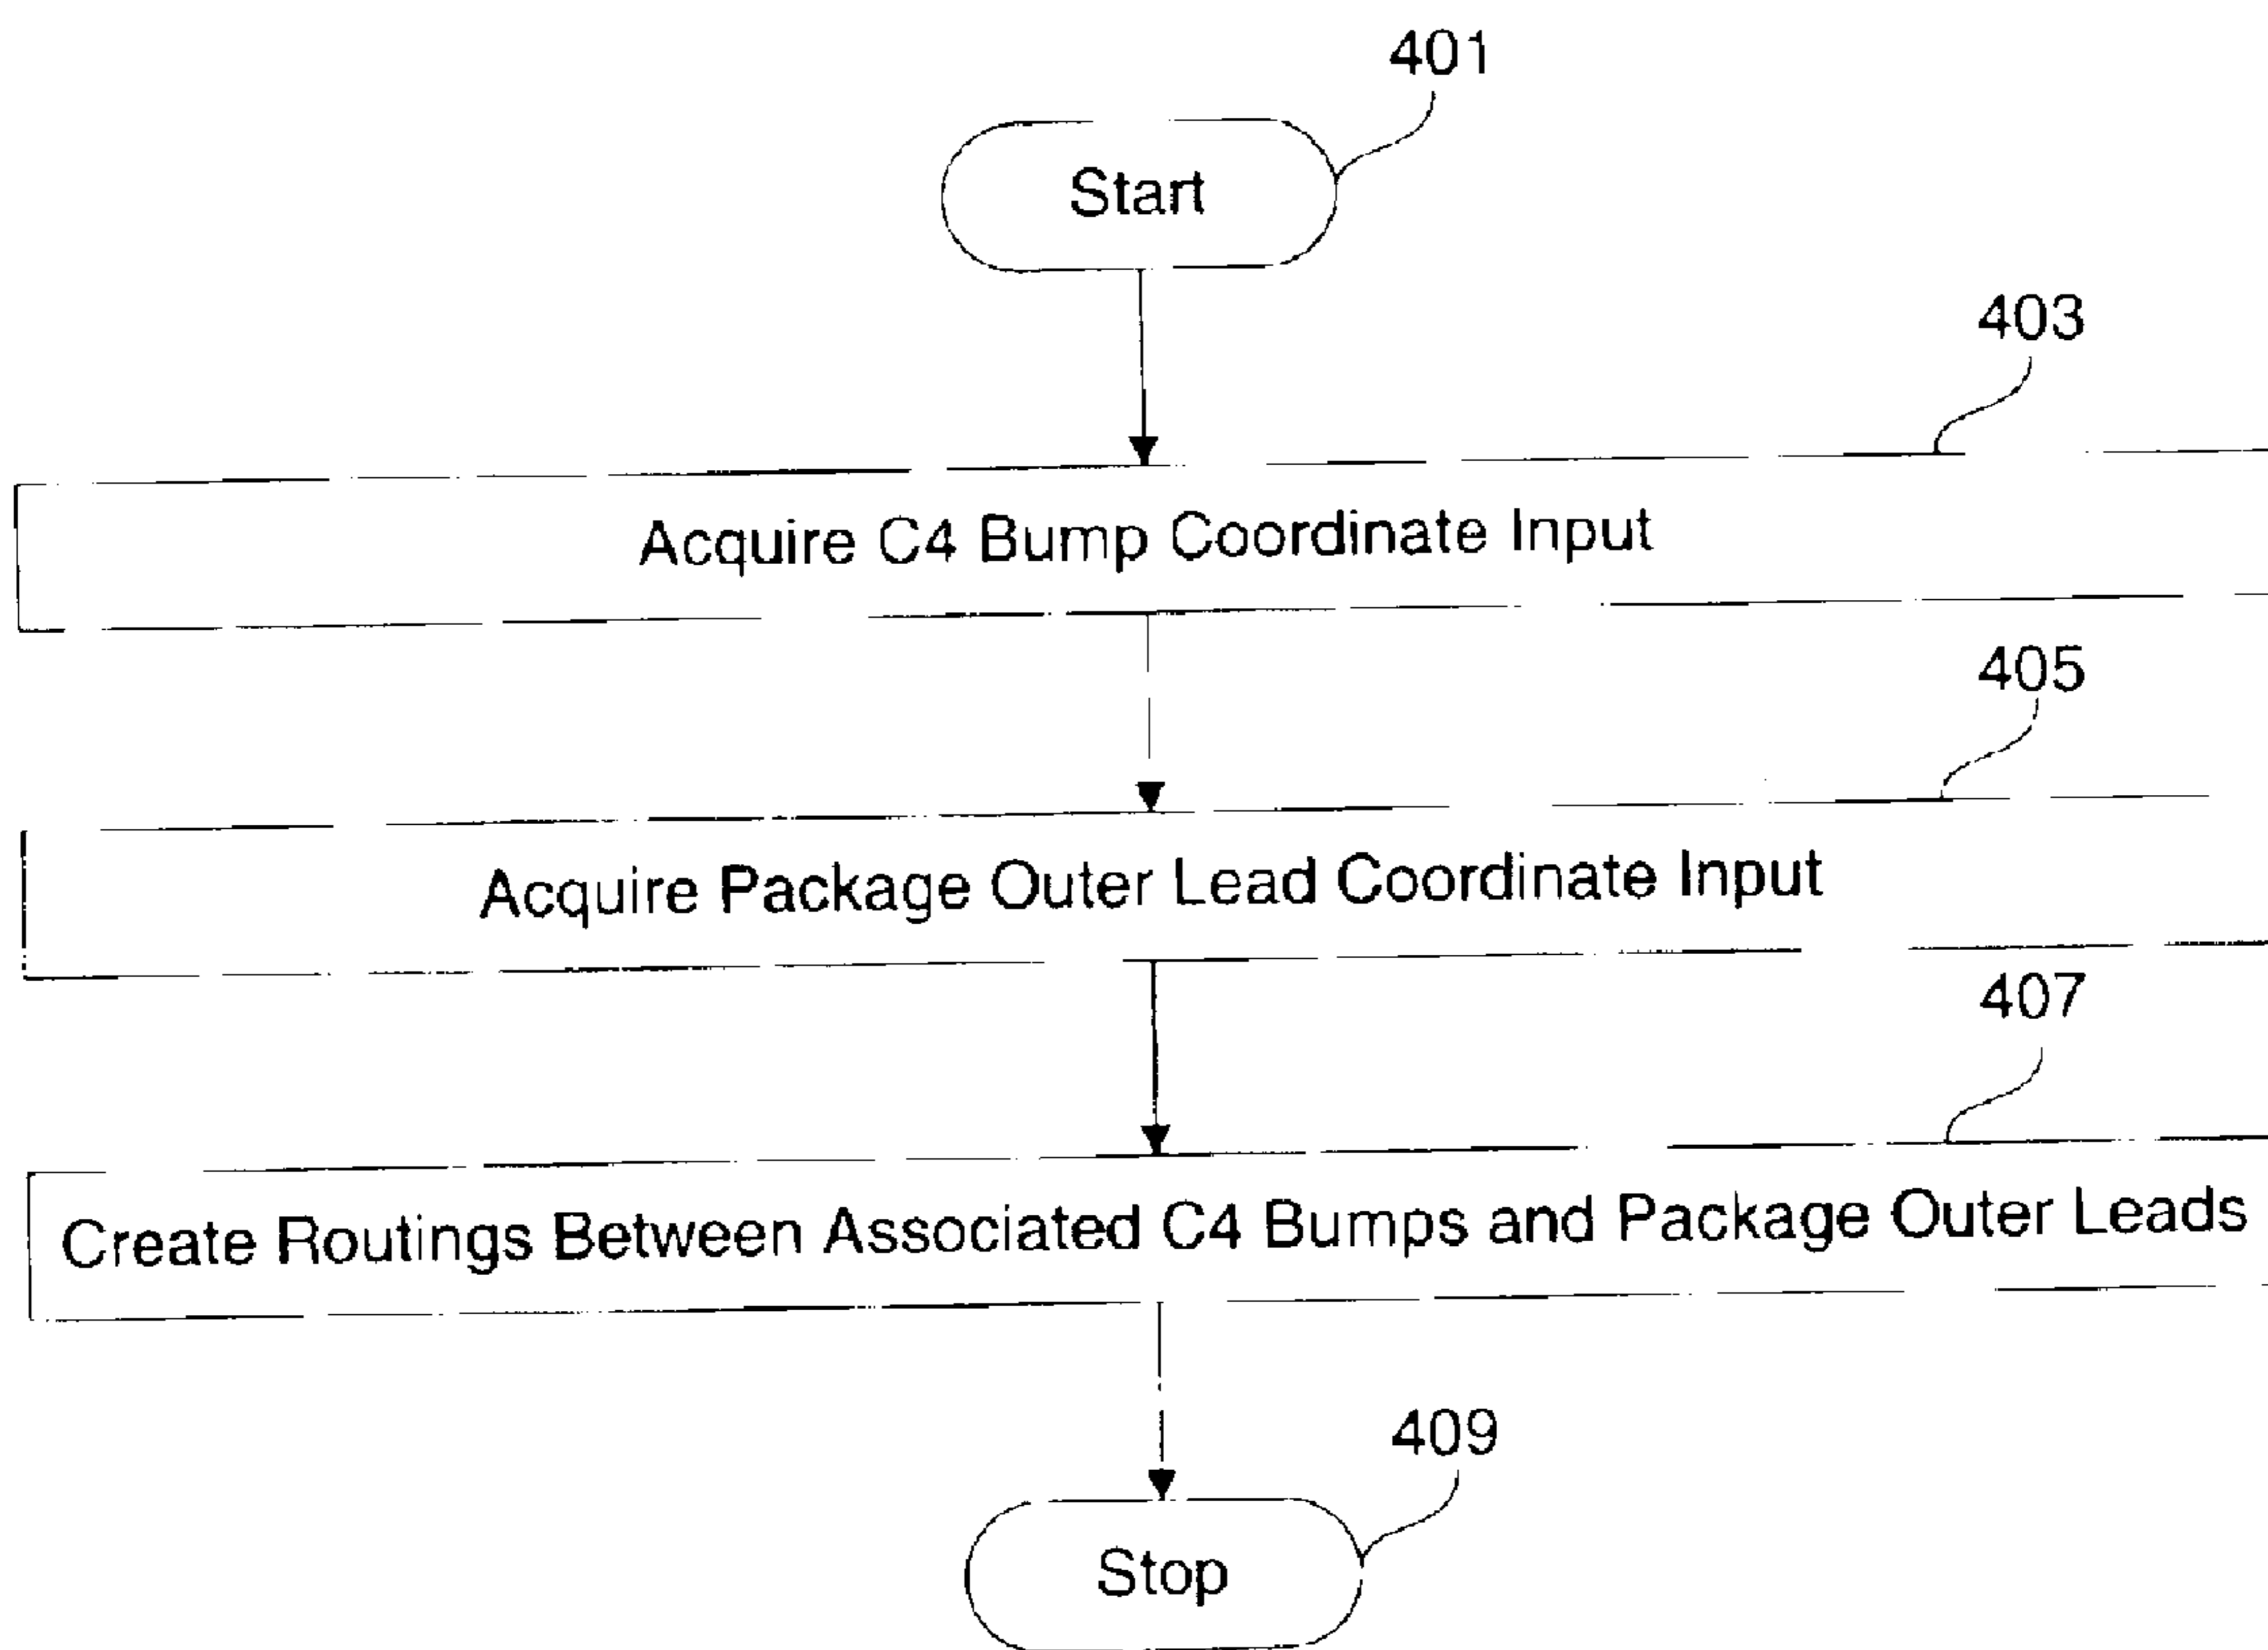 401
Start
403
Acquire C4 Bump Coordinate Input
405
Acquire Package Outer Lead Coordinate Input
407
Create Routings Between Associated C4 Bumps and Package Outer Leads
409
Stop